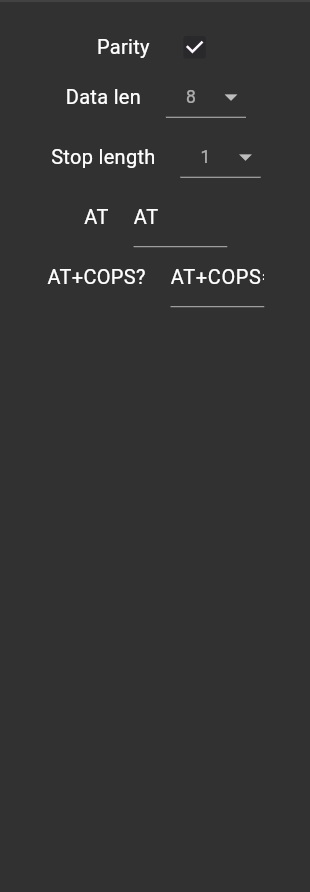 Parity
Data len 8
Stop length 1
AT AT
AT+COPS? AT+COPS